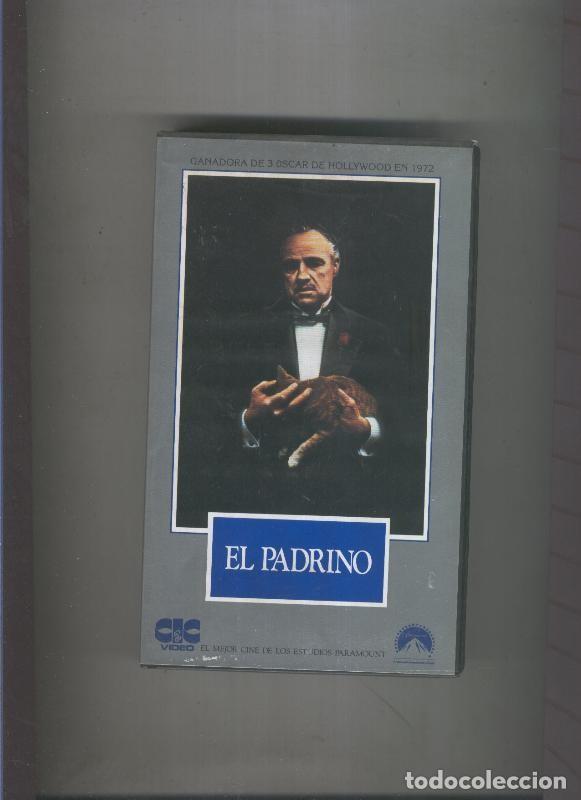 GANADORA DE 3 OSCAR DE HOLLYWOOD EN 1972
EL PADRINO
CIC
VIDEO
EL MEJOR CINE DE LOS ESTUDIOS PARAMOUNT
Paramount
todocoleccion